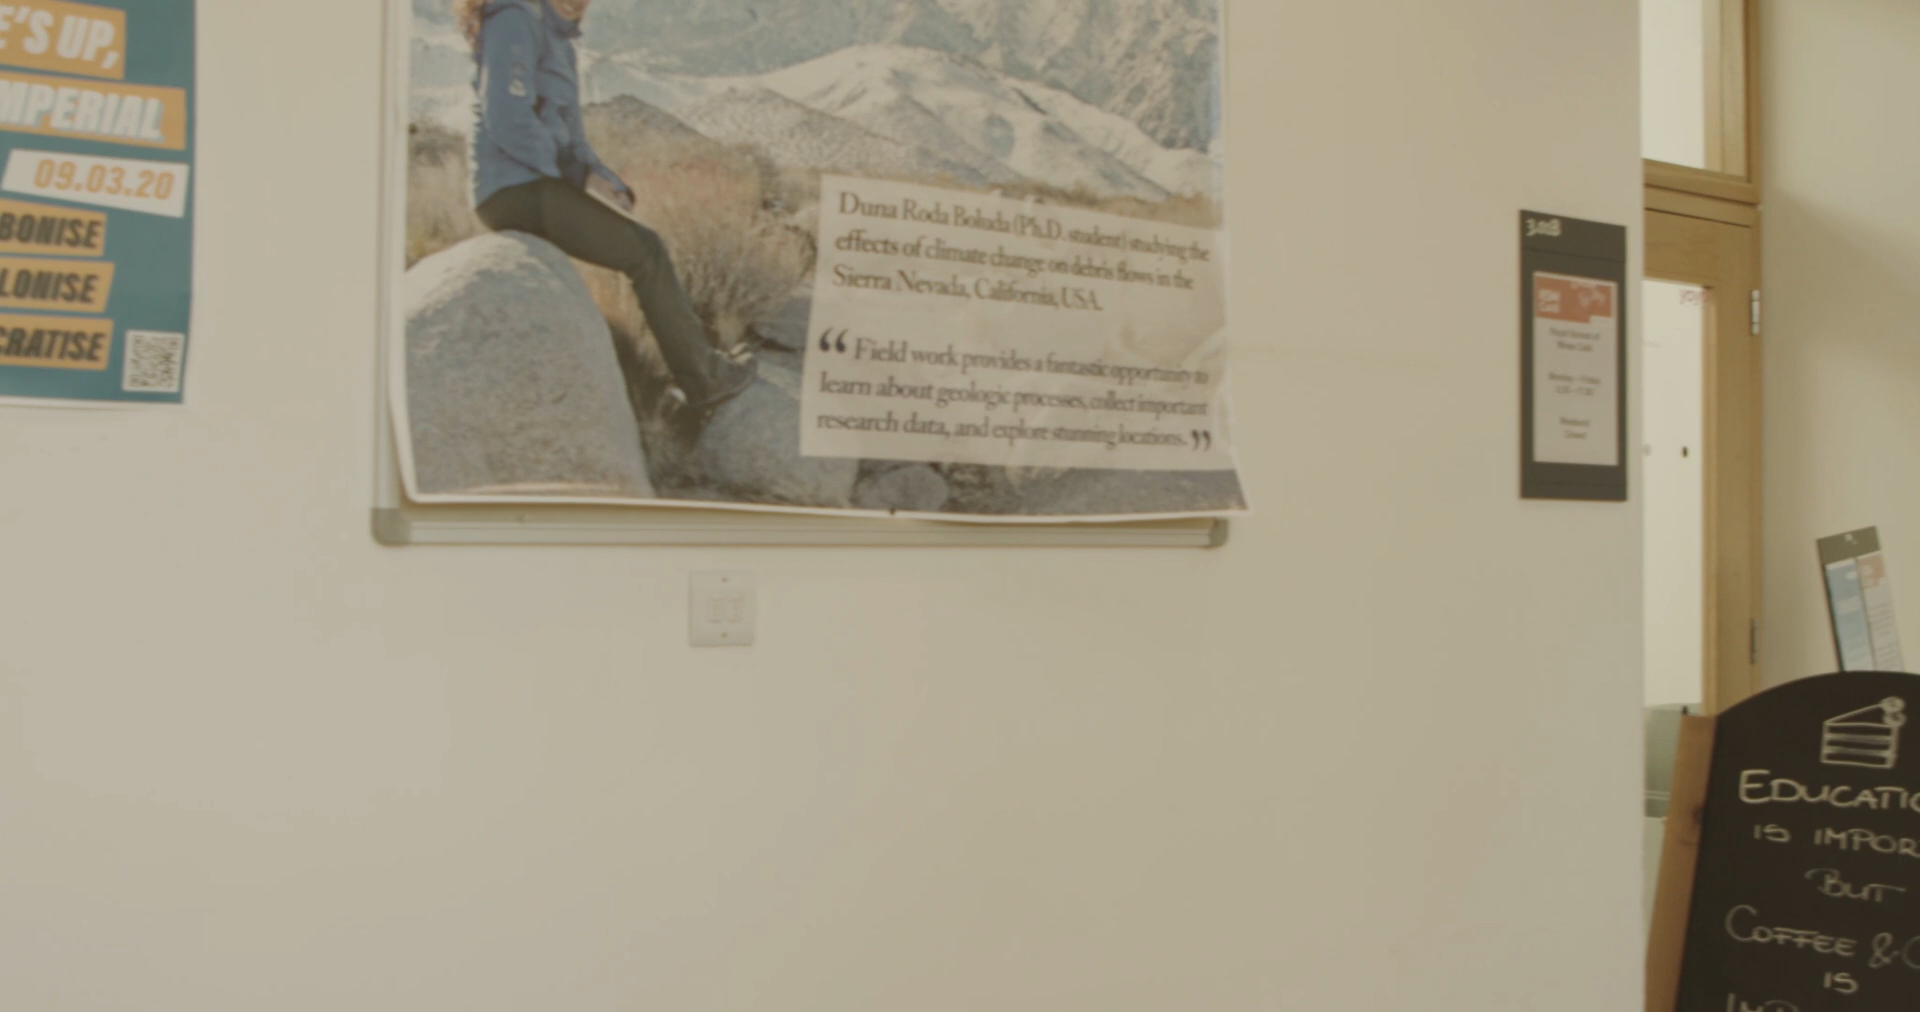 E'S UP,
MPERIAL
09.03.20
BONISE
LONISE
CRATISE
Duna Roda Boluda (Ph.D. student) studying the
effects of climate change on debris flows in the
Sierra Nevada, California, USA.
“ Field work provides a fantastic opportunity to
learn about geologic processes, collect important
research data, and explore stunning locations. ”
EDUCATIO
IS IMPOR
BUT
COFFEE & C
IS
IMP